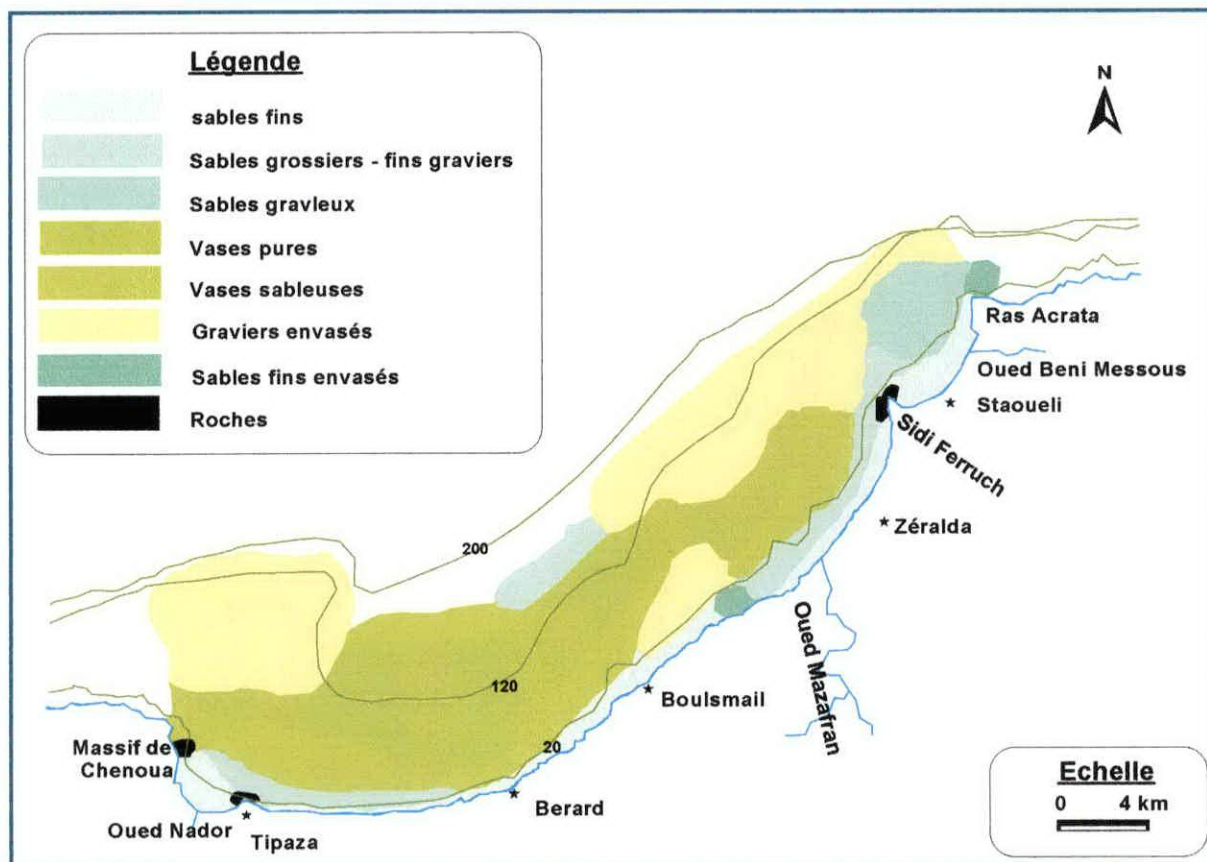 Légende
sables fins
Sables grossiers - fins graviers
Sables gravleux
Vases pures
Vases sableuses
Graviers envasés
Sables fins envasés
Roches
N
Ras Acrata
Oued Beni Messous
Staoueli
Sidi Ferruch
Zéralda
200
Oued Mazafran
120
Boulsmail
20
Massif de
Chenoua
Berard
Oued Nador
Tipaza
Echelle
0 4 km